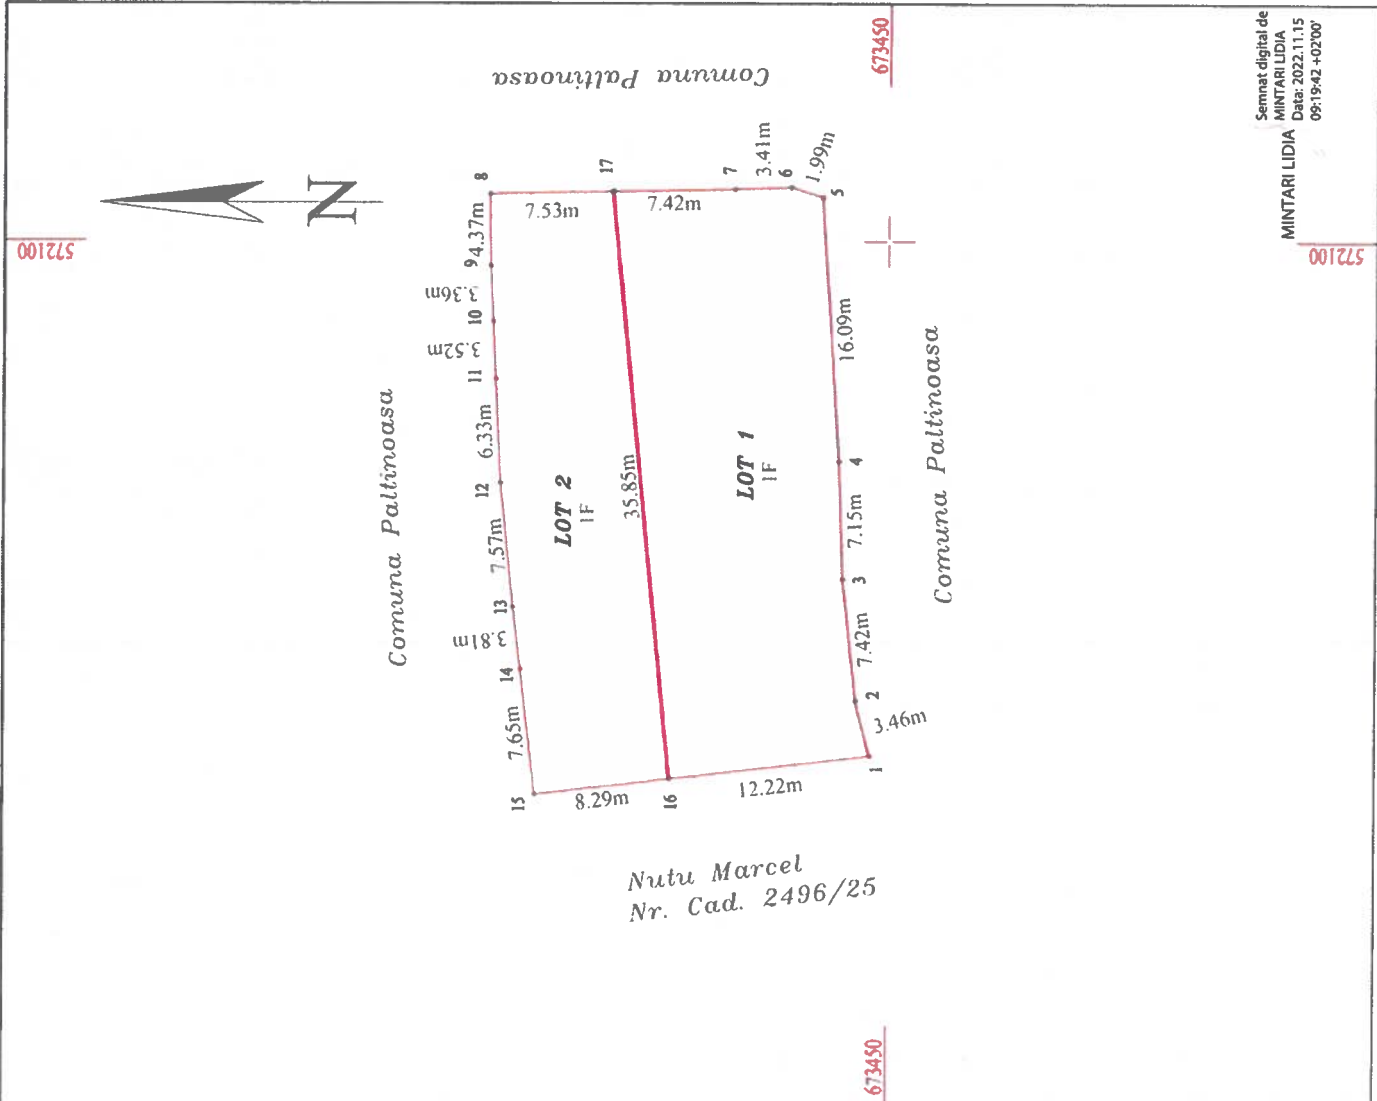 Comuna Paltinoasa
673450
Semnat digital de
MINTARI LIDIA
Data: 2022.11.15
09:19:42 +02'00'
MINTARI LIDIA
N
572100
572100
8
17
7
3.41m
6
1.99m
5
7.53m
7.42m
4.37m
9
3.36m
10
3.52m
11
6.33m
12
7.57m
13
3.81m
14
7.65m
15
Comuna Paltinoasa
LOT 2
1F
35.85m
LOT 1
1F
16.09m
4
7.15m
3
7.42m
2
3.46m
1
Comuna Paltinoasa
8.29m
16
12.22m
Nutu Marcel
Nr. Cad. 2496/25
673450